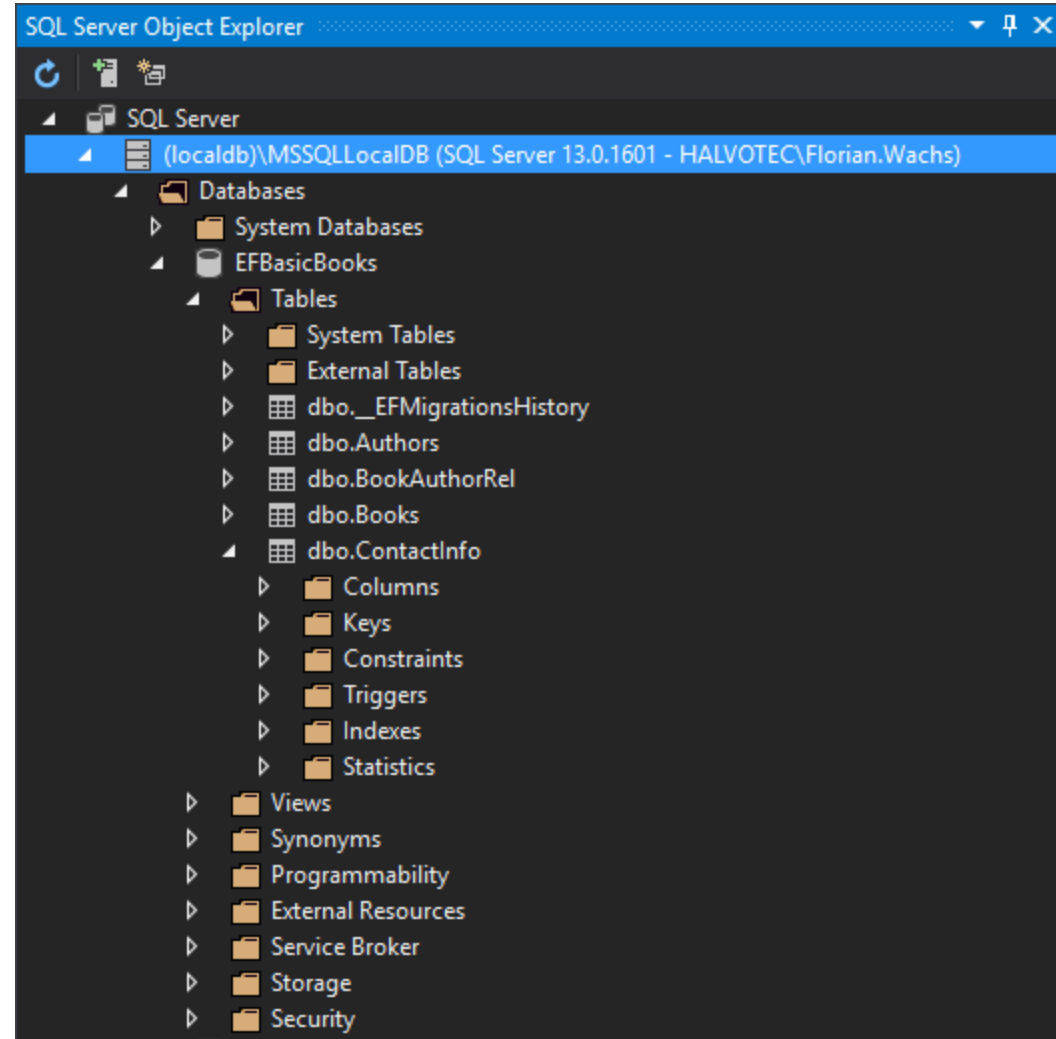 SQL Server Object Explorer
SQL Server
(localdb)\MSSQLLocalDB (SQL Server 13.0.1601 - HALVOTEC\Florian.Wachs)
Databases
System Databases
EFBasicBooks
Tables
System Tables
External Tables
dbo.__EFMigrationsHistory
dbo.Authors
dbo.BookAuthorRel
dbo.Books
dbo.ContactInfo
Columns
Keys
Constraints
Triggers
Indexes
Statistics
Views
Synonyms
Programmability
External Resources
Service Broker
Storage
Security